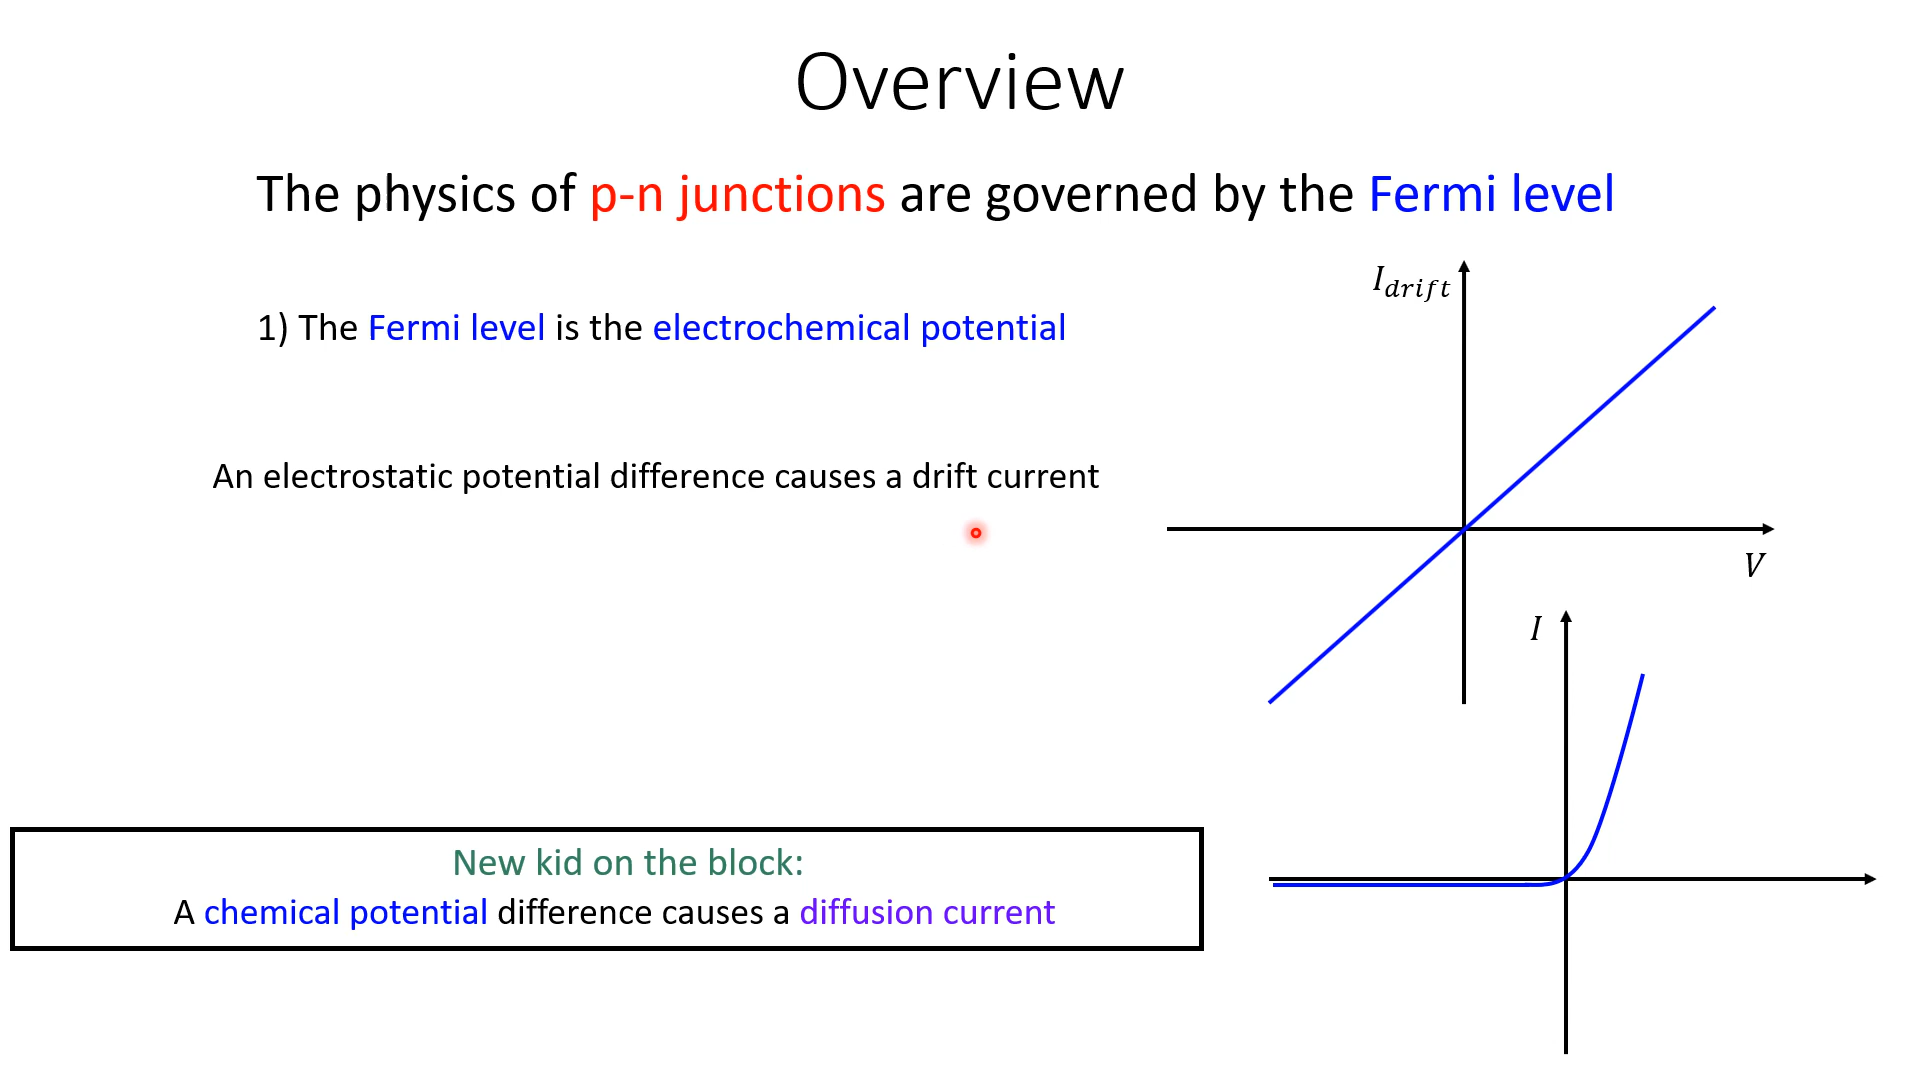 Overview
The physics of p-n junctions are governed by the Fermi level
1) The Fermi level is the electrochemical potential
An electrostatic potential difference causes a drift current
I_drift
V
I
New kid on the block:
A chemical potential difference causes a diffusion current